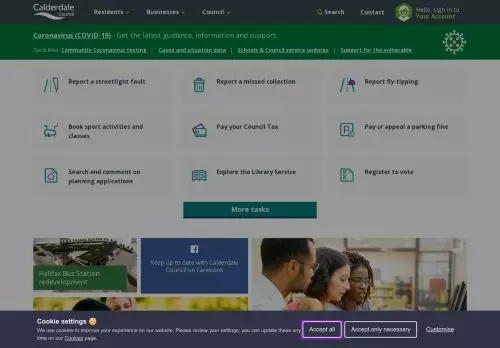 Calderdale
Council
Residents
Businesses
Council
Search
Contact
Hello, sign in to
Your Account
Coronavirus (COVID-19) - Get the latest guidance, information and support.
Quick links: Community Coronavirus testing | Cases and situation data | Schools & Council service updates | Support for the vulnerable
Report a streetlight fault
Report a missed collection
Report fly-tipping
Book sport activities and
classes
Pay your Council Tax
Pay or appeal a parking fine
Search and comment on
planning applications
Explore the Library Service
Register to vote
More tasks
Halifax Bus Station
redevelopment
Keep up to date with Calderdale
Council on Facebook
Cookie settings
We use cookies to improve your experience on our website. Please review your settings; you can update these any
time on our Cookies page.
Accept all
Accept only necessary
Customise